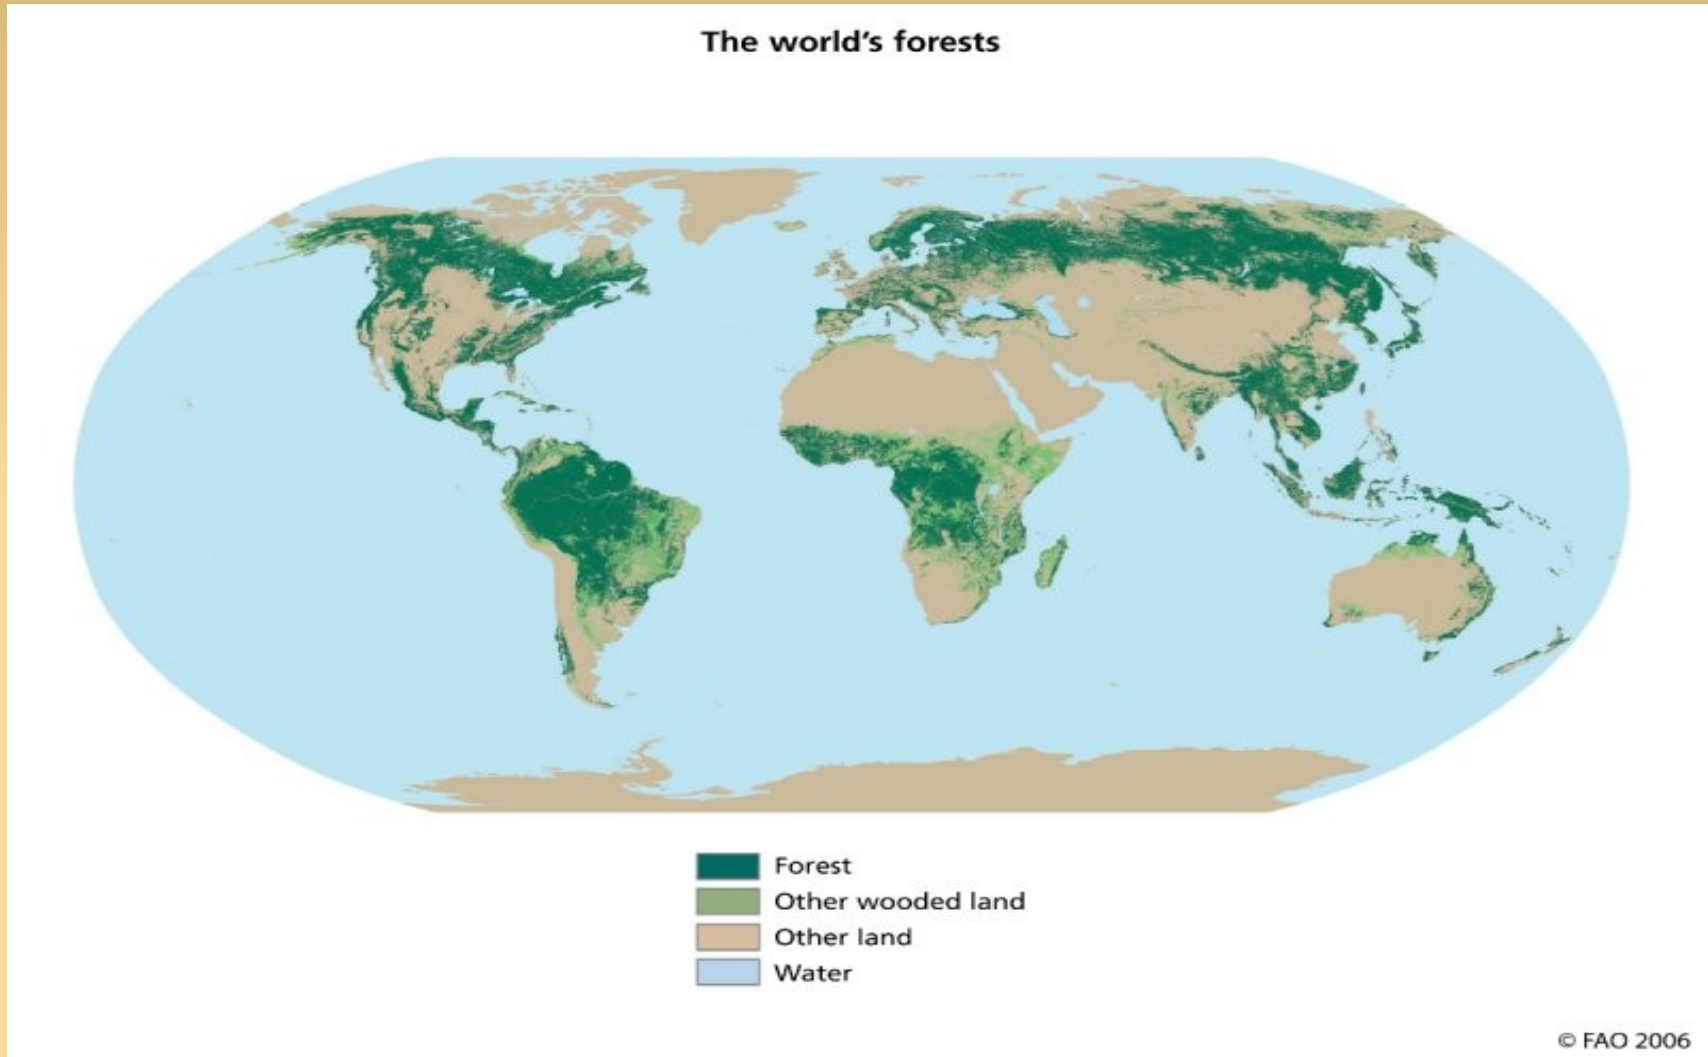 The world's forests
Forest
Other wooded land
Other land
Water
© FAO 2006